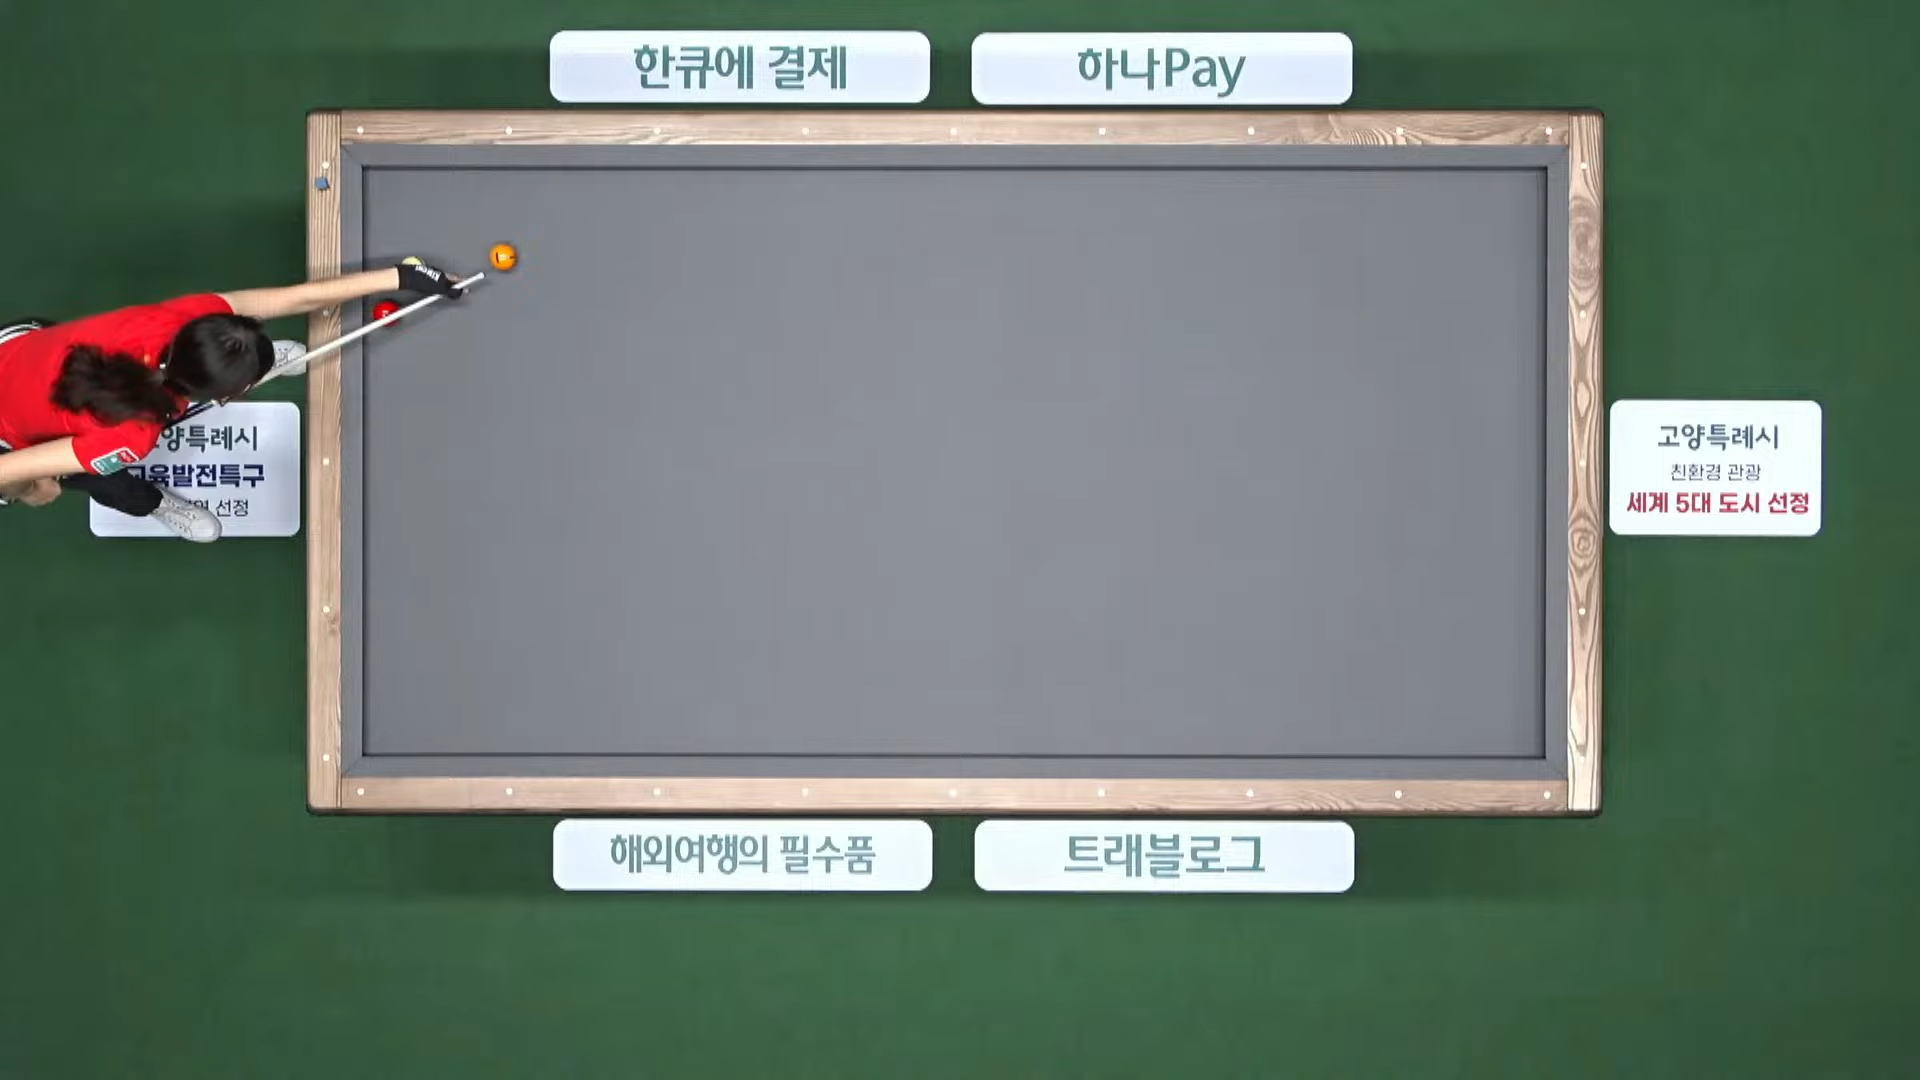 한큐에 결제
하나Pay
고양특례시
친환경 관광
세계 5대 도시 선정
양특례시
육발전특구
선정
해외여행의 필수품
트래블로그